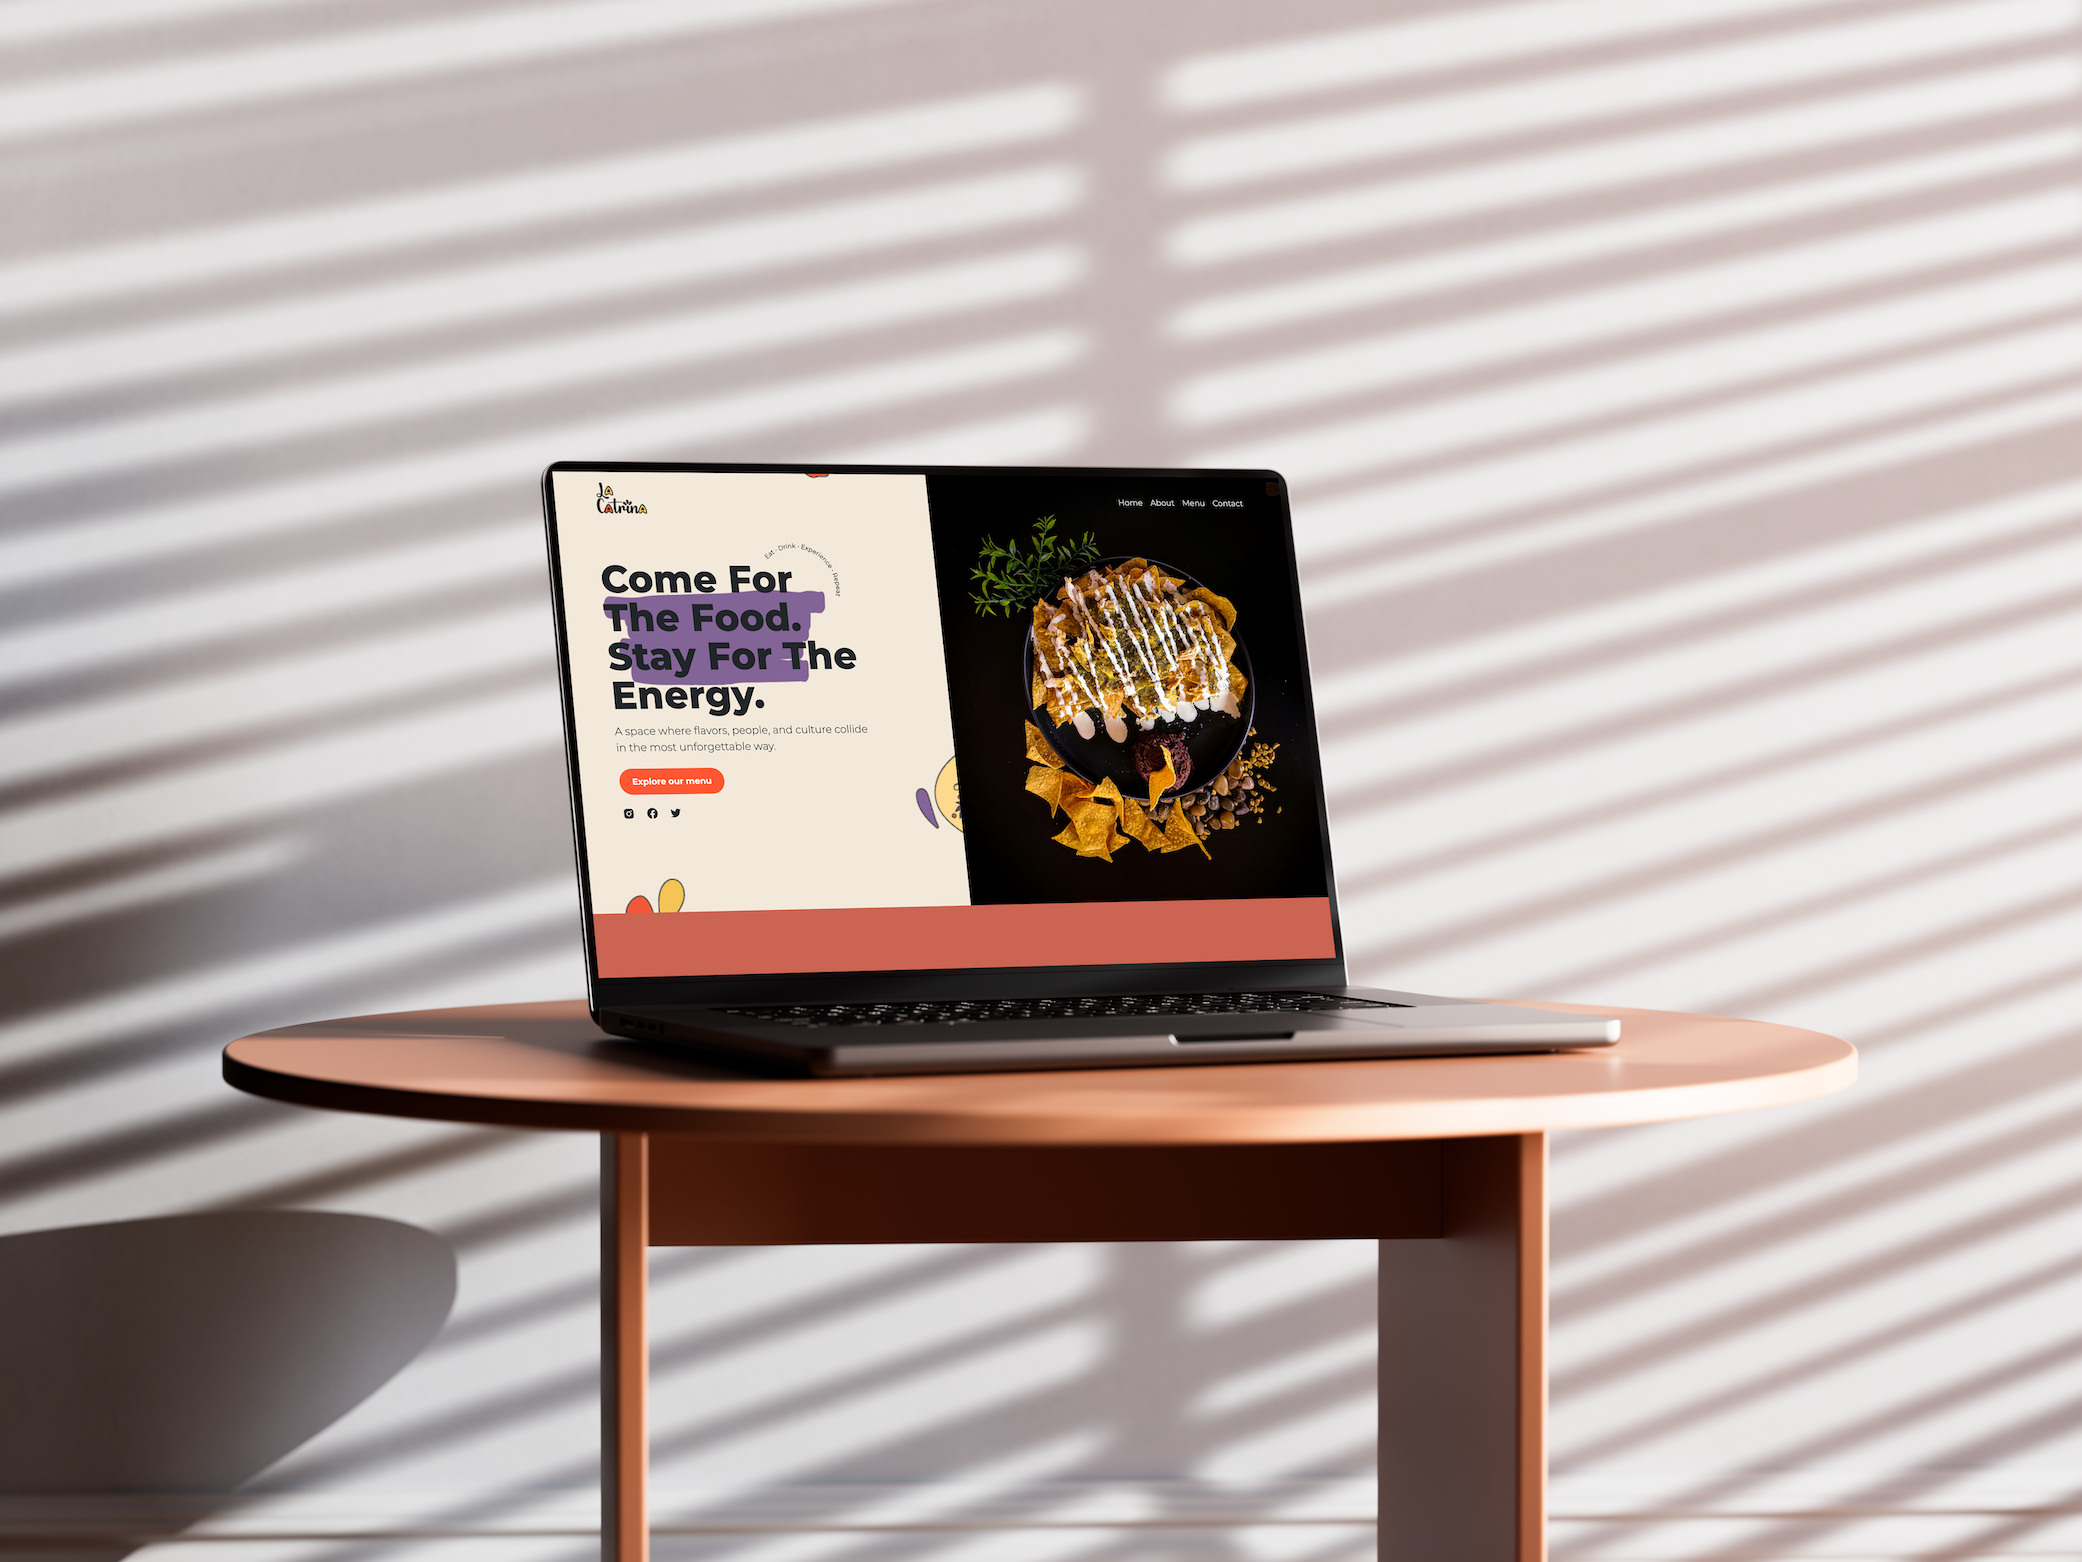 La
Catrina
Home About Menu Contact
Eat · Drink · Experience · Repeat
Come For
The Food.
Stay For The
Energy.
A space where flavors, people, and culture collide
in the most unforgettable way.
Explore our menu